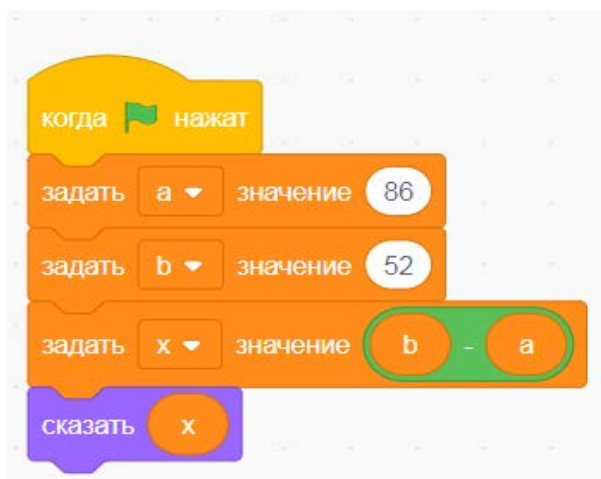 когда нажат
задать a значение 86
задать b значение 52
задать x значение b - a
сказать x